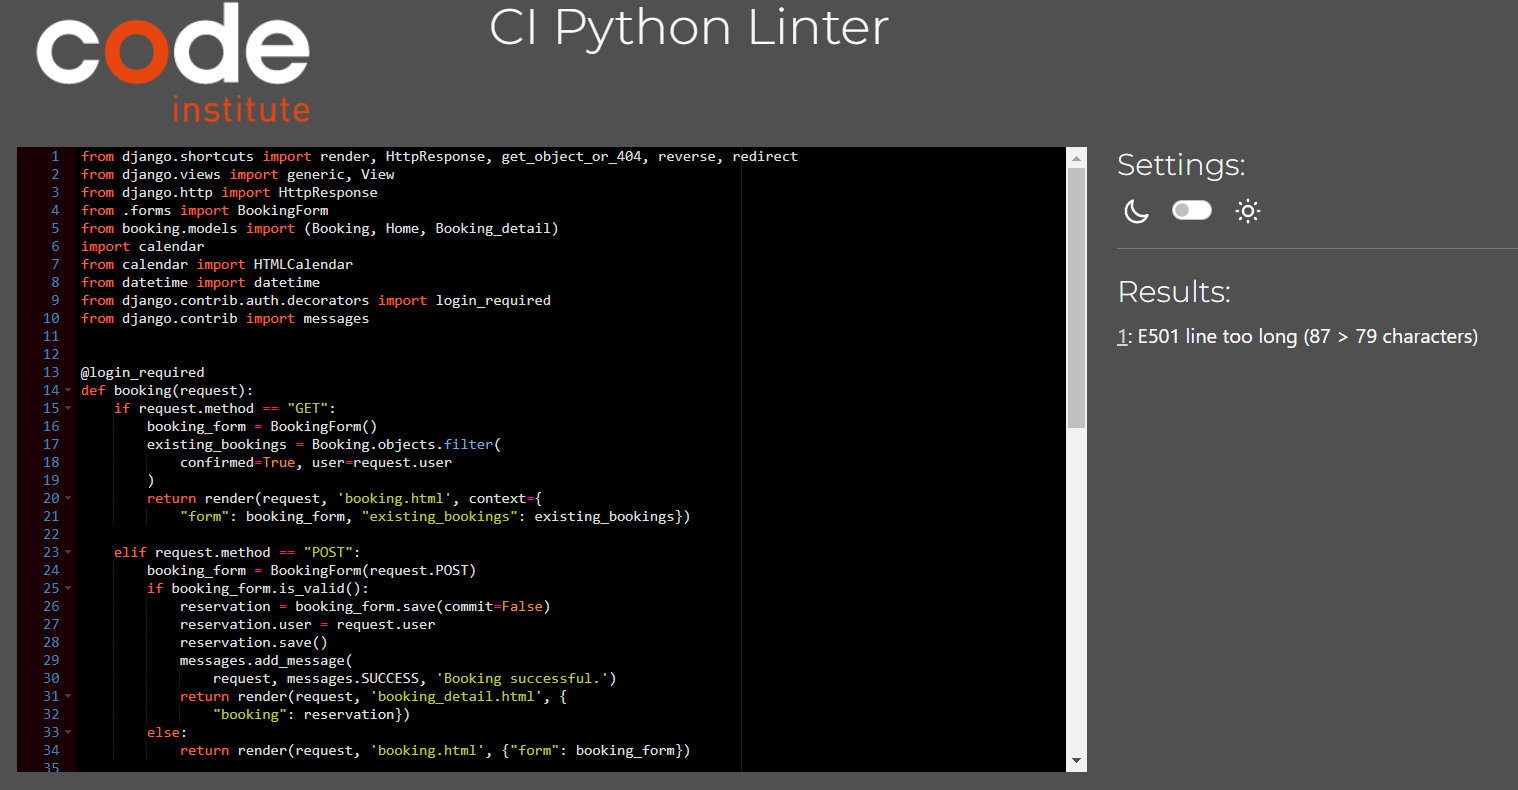 code
institute
CI Python Linter
1 from django.shortcuts import render, HttpResponse, get_object_or_404, reverse, redirect
2 from django.views import generic, View
3 from django.http import HttpResponse
4 from .forms import BookingForm
5 from booking.models import (Booking, Home, Booking_detail)
6 import calendar
7 from calendar import HTMLCalendar
8 from datetime import datetime
9 from django.contrib.auth.decorators import login_required
10 from django.contrib import messages
11
12
13 @login_required
14 def booking(request):
15     if request.method == "GET":
16         booking_form = BookingForm()
17         existing_bookings = Booking.objects.filter(
18             confirmed=True, user=request.user
19         )
20         return render(request, 'booking.html', context={
21             "form": booking_form, "existing_bookings": existing_bookings})
22
23     elif request.method == "POST":
24         booking_form = BookingForm(request.POST)
25         if booking_form.is_valid():
26             reservation = booking_form.save(commit=False)
27             reservation.user = request.user
28             reservation.save()
29             messages.add_message(
30                 request, messages.SUCCESS, 'Booking successful.')
31             return render(request, 'booking_detail.html', {
32                 "booking": reservation})
33         else:
34             return render(request, 'booking.html', {"form": booking_form})
35
Settings:
Results:
1: E501 line too long (87 > 79 characters)